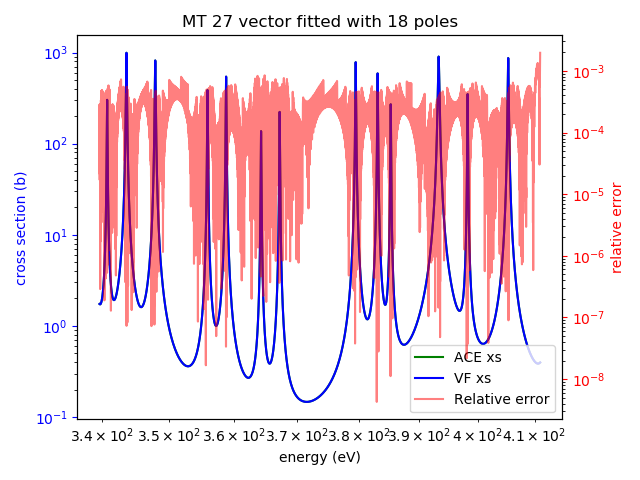 MT 27 vector fitted with 18 poles
cross section (b)
10³
10²
10¹
10⁰
10⁻¹
10⁻³
10⁻⁴
10⁻⁵
10⁻⁶
10⁻⁷
10⁻⁸
relative error
ACE xs
VF xs
Relative error
3.4 × 10² 3.5 × 10² 3.6 × 10² 3.7 × 10² 3.8 × 10² 3.9 × 10² 4 × 10² 4.1 × 10²
energy (eV)